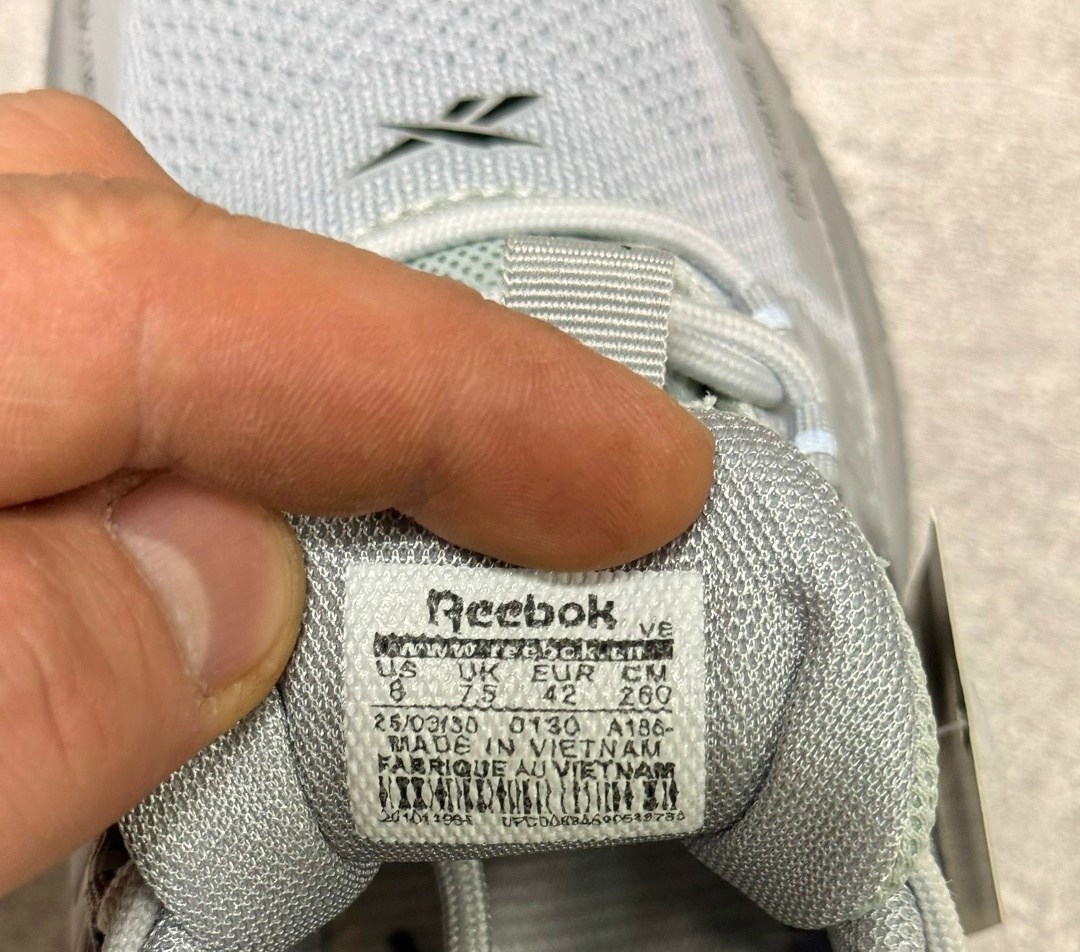 Reebok
VE
www.reebok.cn
US UK EUR CM
8 7.5 42 260
25/09/30 0130 A186-
MADE IN VIETNAM
FABRIQUE AU VIETNAM